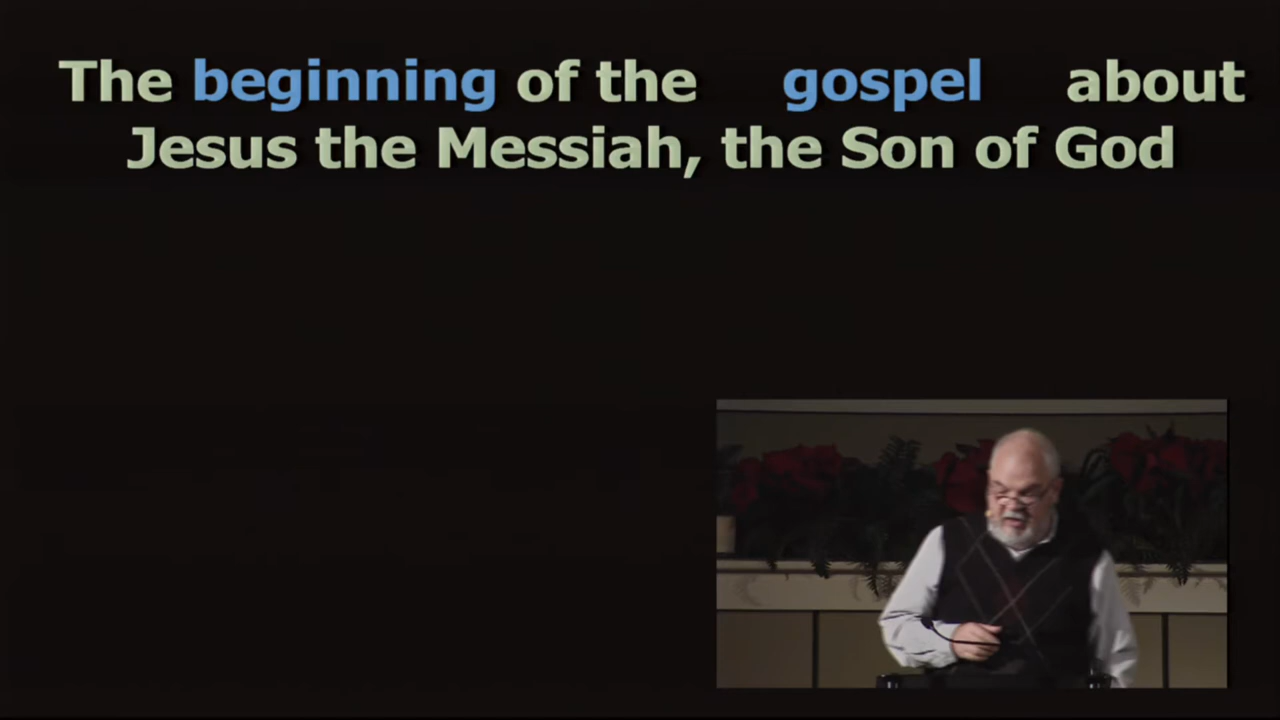 The beginning of the gospel about
Jesus the Messiah, the Son of God